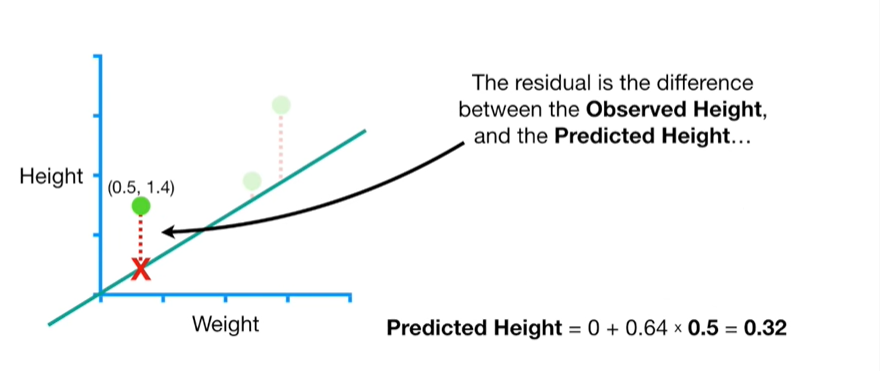 The residual is the difference
between the Observed Height,
and the Predicted Height...
Height
(0.5, 1.4)
X
Weight
Predicted Height = 0 + 0.64 × 0.5 = 0.32